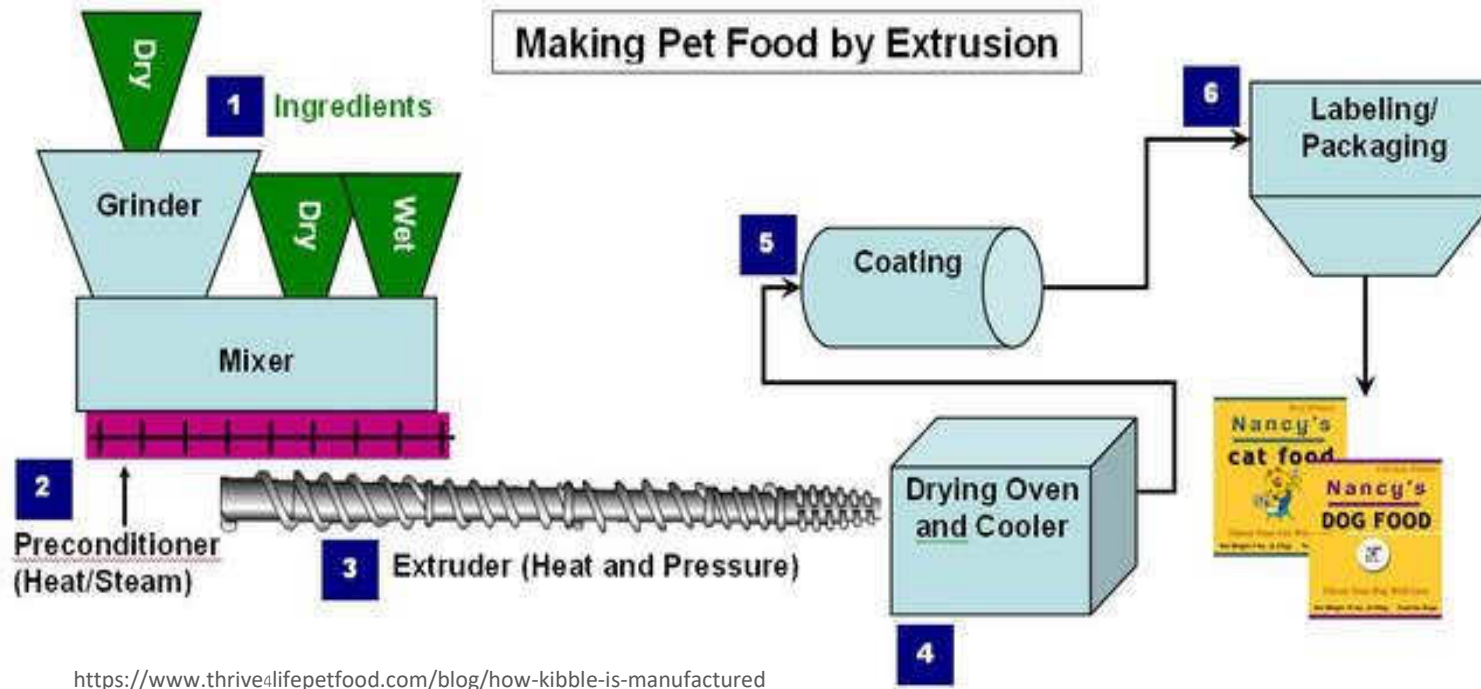 Making Pet Food by Extrusion
Dry
1
Ingredients
Grinder
Dry
Wet
Mixer
2
Preconditioner
(Heat/Steam)
3
Extruder (Heat and Pressure)
Drying Oven
and Cooler
4
5
Coating
6
Labeling/
Packaging
Nancy's
cat food
Nancy's
DOG FOOD
https://www.thrive4lifepetfood.com/blog/how-kibble-is-manufactured